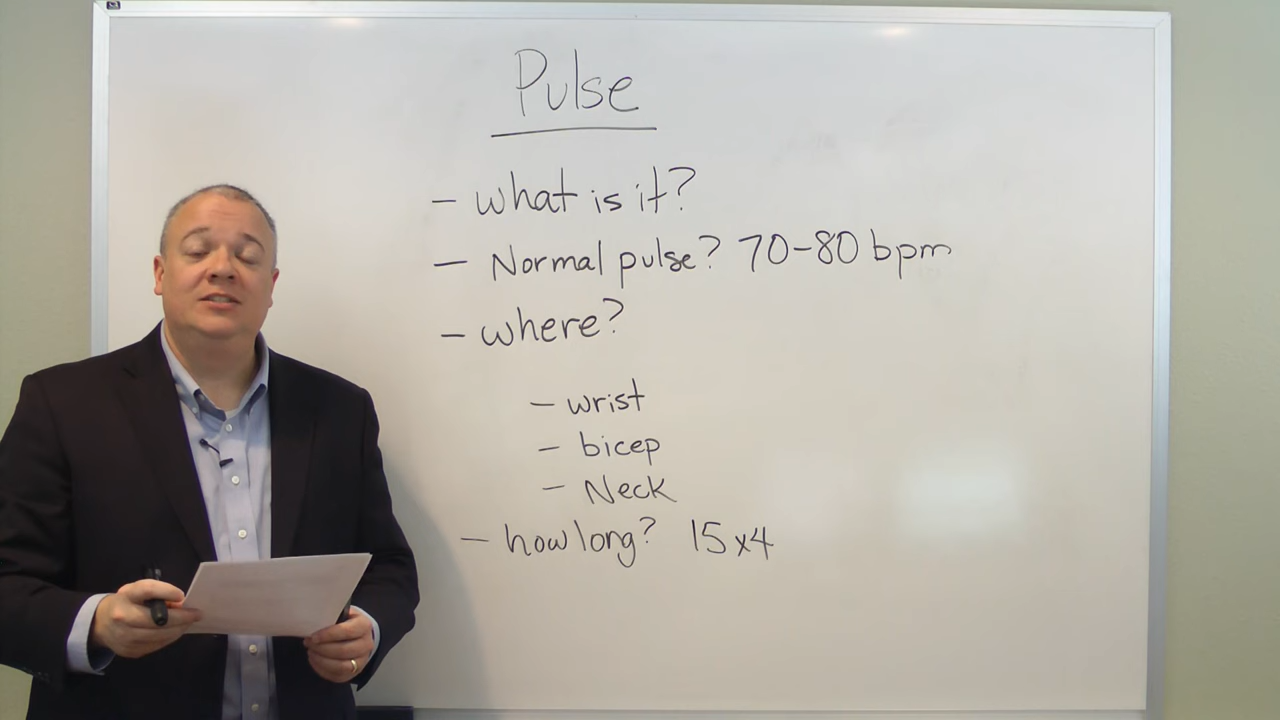 Pulse
- What is it?
- Normal pulse? 70-80 bpm
- where?
- wrist
- bicep
- Neck
- how long? 15x4